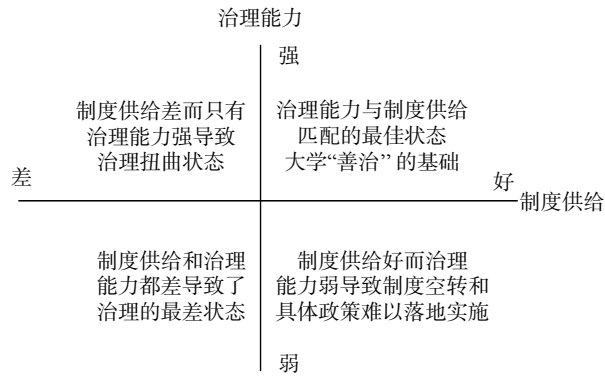 治理能力
强
制度供给差而只有
治理能力强导致
治理扭曲状态
治理能力与制度供给
匹配的最佳状态
大学“善治”的基础
差
好
制度供给
制度供给和治理
能力都差导致了
治理的最差状态
制度供给好而治理
能力弱导致制度空转和
具体政策难以落地实施
弱